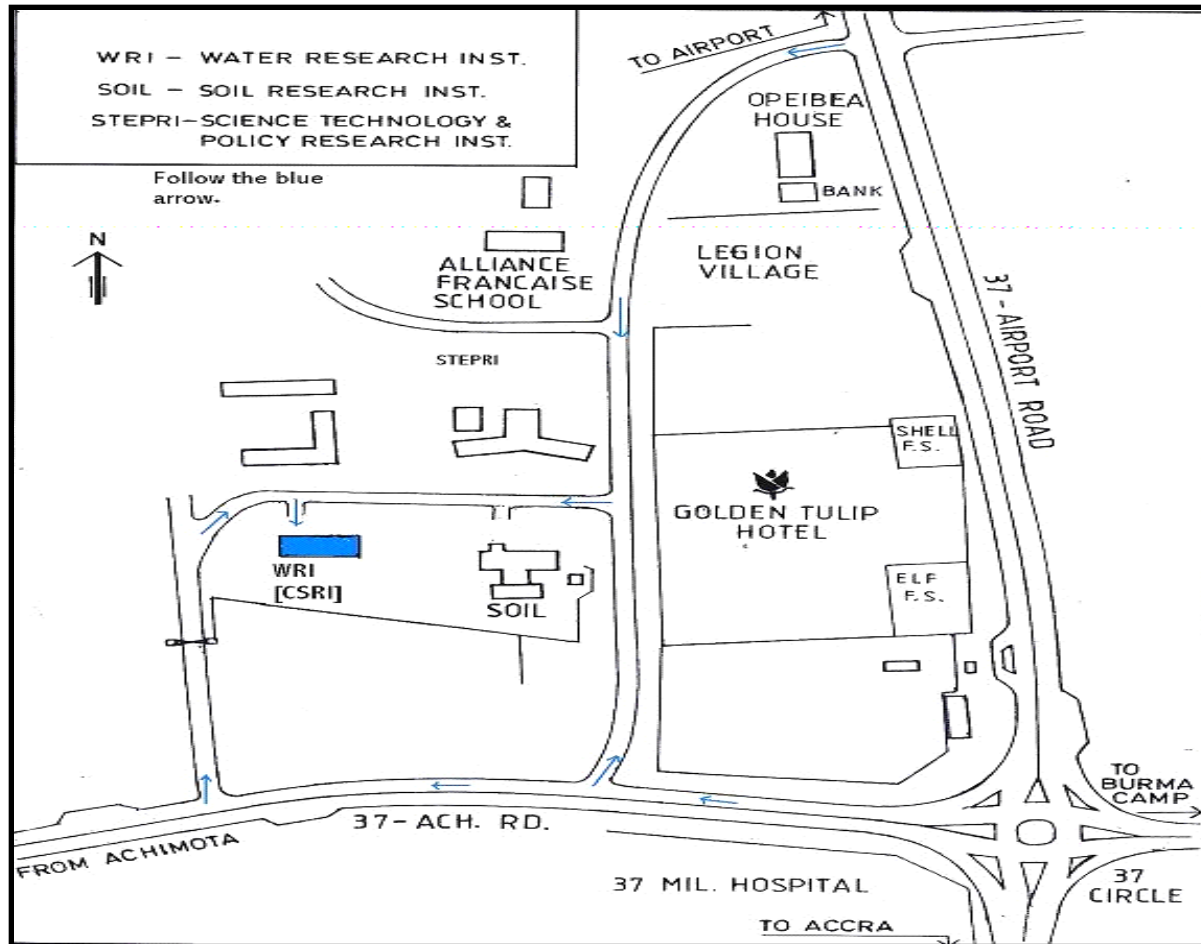 WRI – WATER RESEARCH INST.
SOIL – SOIL RESEARCH INST.
STEPRI–SCIENCE TECHNOLOGY &
POLICY RESEARCH INST.
Follow the blue
arrow.
N
TO AIRPORT
OPEIBEA
HOUSE
BANK
ALLIANCE
FRANCAISE
SCHOOL
LEGION
VILLAGE
37 - AIRPORT ROAD
STEPRI
SHELL
F.S.
GOLDEN TULIP
HOTEL
WRI
[CSRI]
SOIL
ELF
F.S.
TO
BURMA
CAMP
37-ACH. RD.
FROM ACHIMOTA
37 MIL. HOSPITAL
37
CIRCLE
TO ACCRA